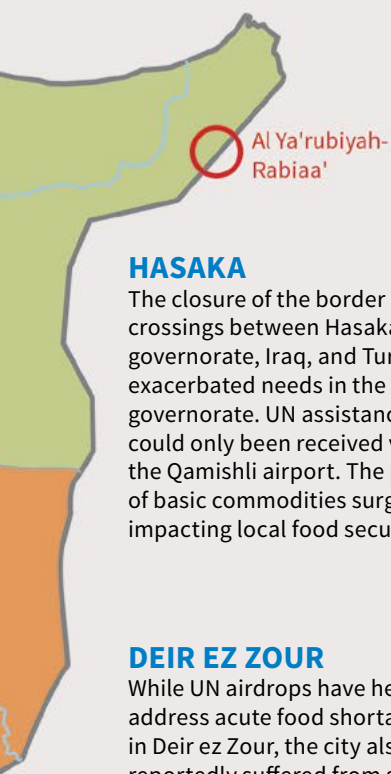 Al Ya'rubiyah-
Rabiaa'
HASAKA
The closure of the border
crossings between Hasaka
governorate, Iraq, and Tur
exacerbated needs in the
governorate. UN assistanc
could only been received v
the Qamishli airport. The
of basic commodities surg
impacting local food secu
DEIR EZ ZOUR
While UN airdrops have he
address acute food shorta
in Deir ez Zour, the city als
reportedly suffered from